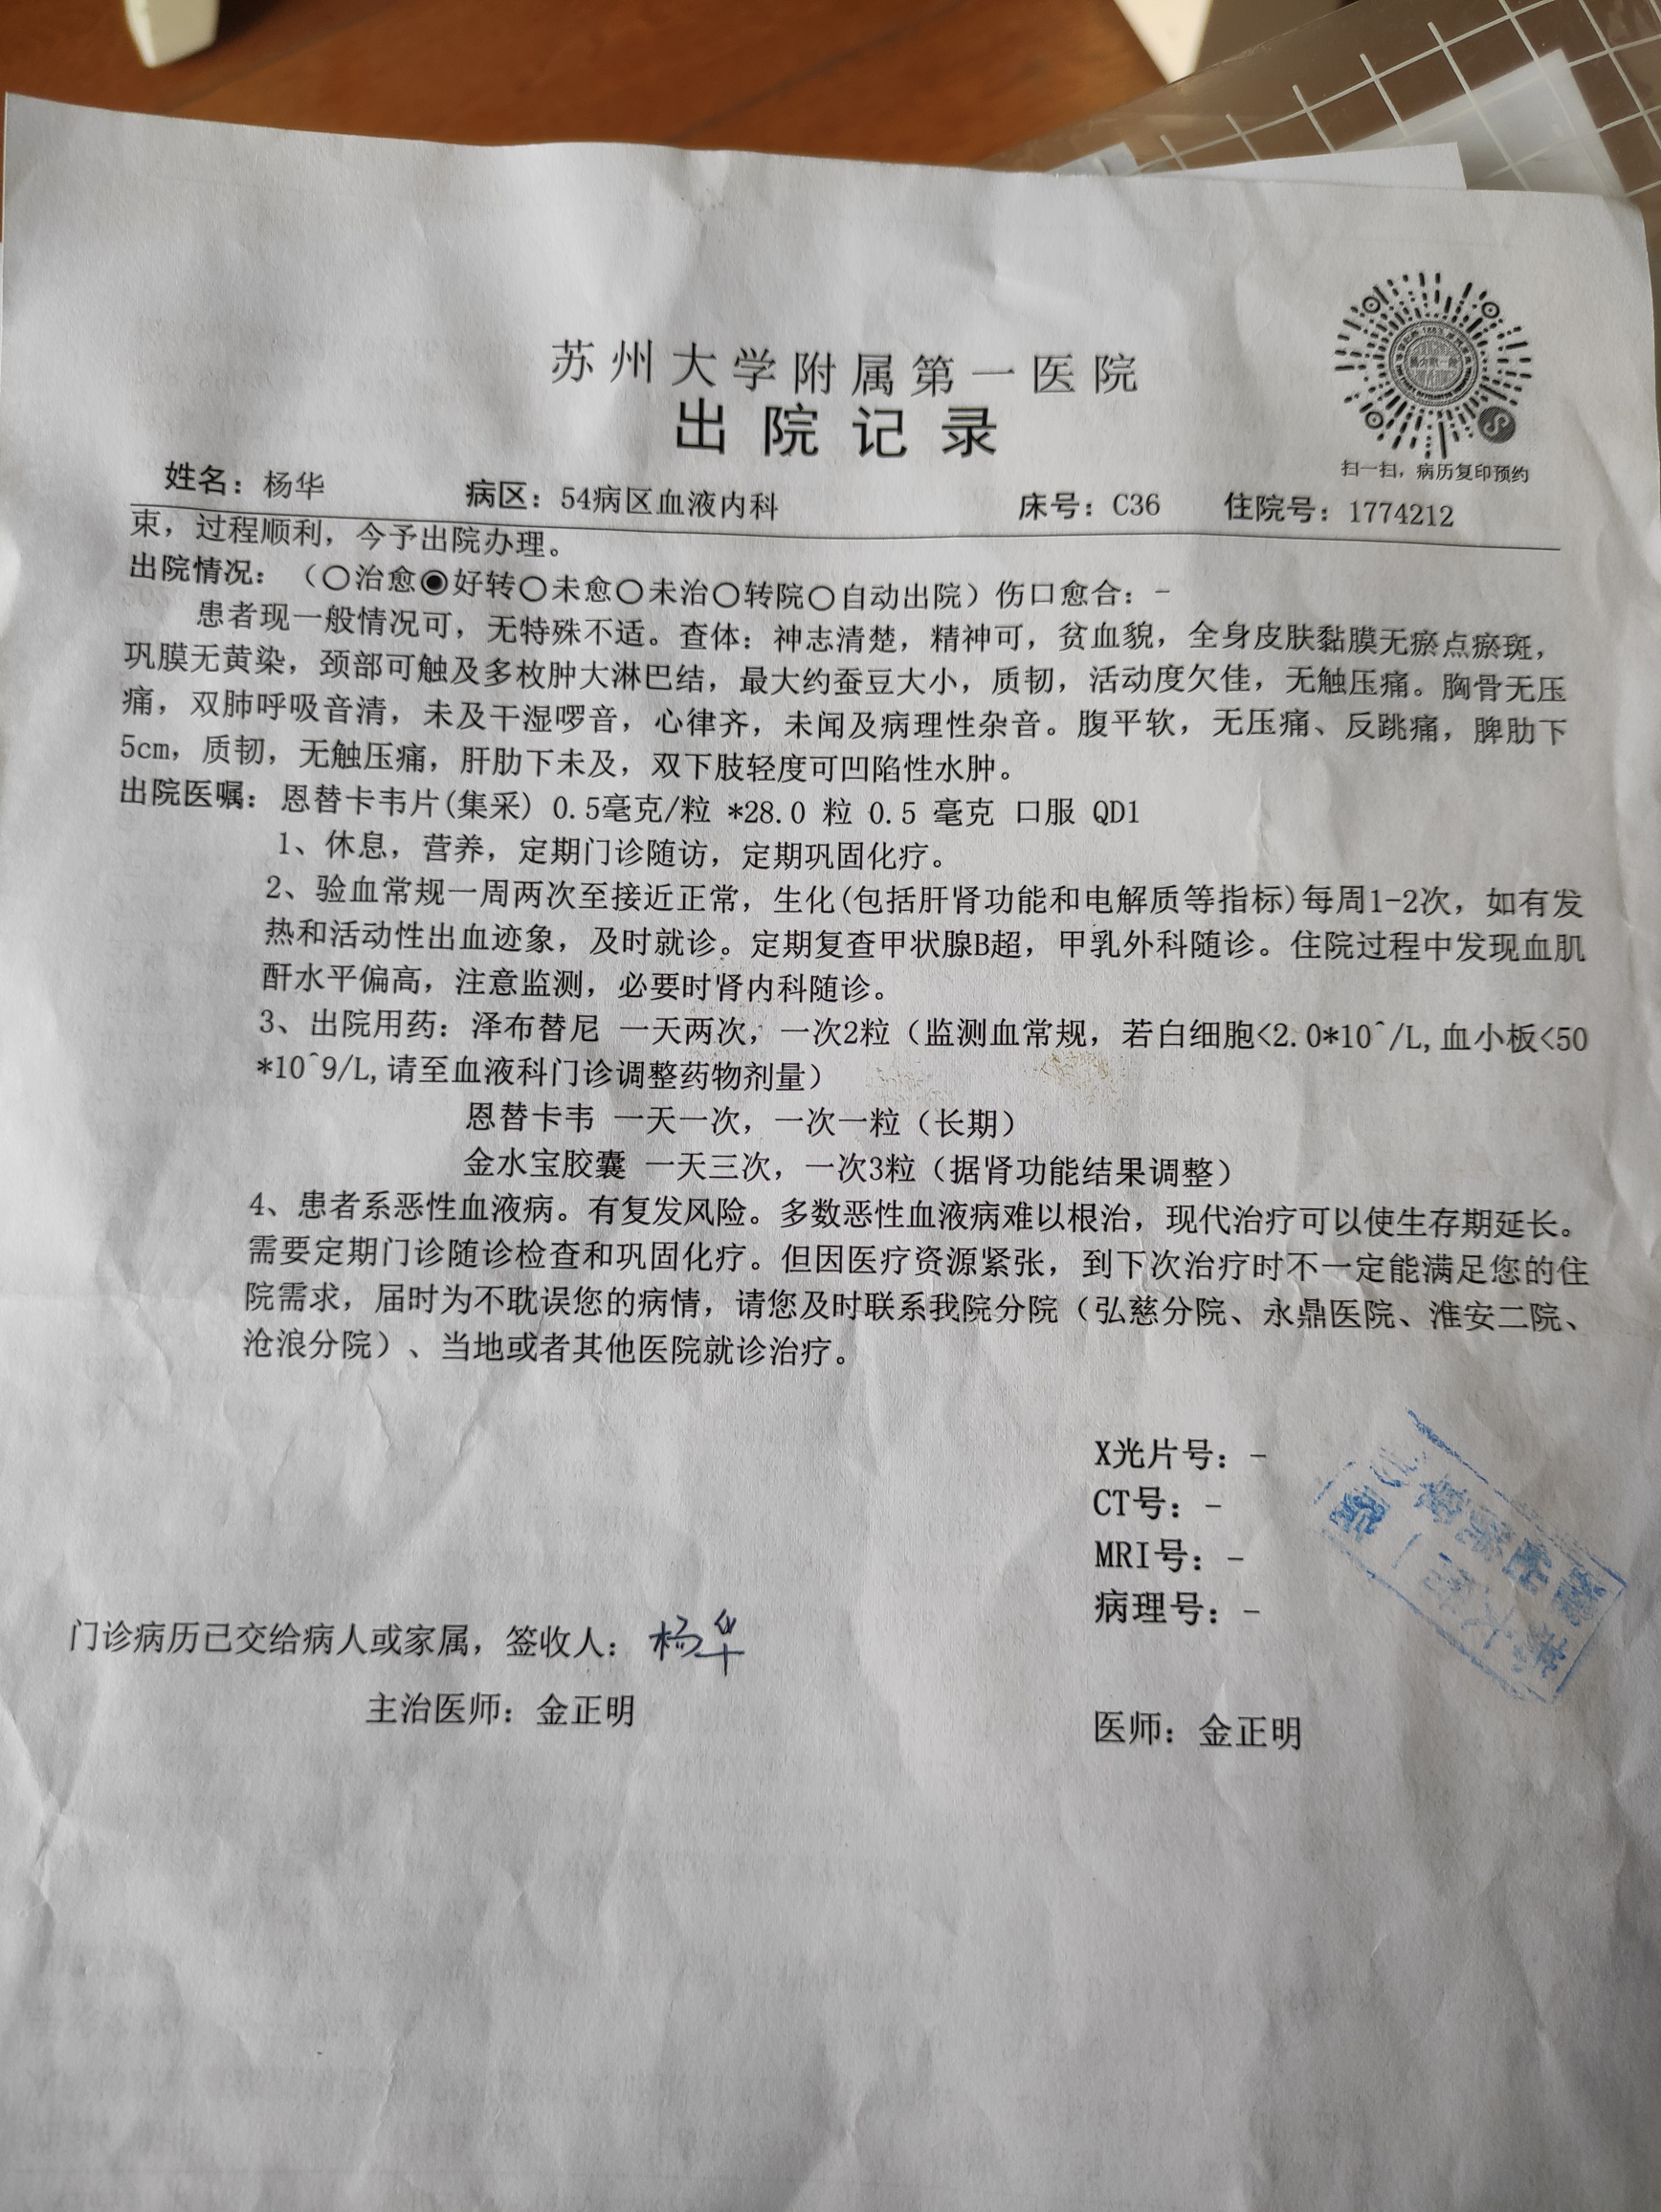 苏州大学附属第一医院
出院记录
扫一扫，病历复印预约
姓名：杨华 病区：54病区血液内科 床号：C36 住院号：1774212
束，过程顺利，今予出院办理。
出院情况：（○治愈◉好转○未愈○未治○转院○自动出院）伤口愈合：-
患者现一般情况可，无特殊不适。查体：神志清楚，精神可，贫血貌，全身皮肤黏膜无瘀点瘀斑，
巩膜无黄染，颈部可触及多枚肿大淋巴结，最大约蚕豆大小，质韧，活动度欠佳，无触压痛。胸骨无压
痛，双肺呼吸音清，未及干湿啰音，心律齐，未闻及病理性杂音。腹平软，无压痛、反跳痛，脾肋下
5cm，质韧，无触压痛，肝肋下未及，双下肢轻度可凹陷性水肿。
出院医嘱：恩替卡韦片(集采) 0.5毫克/粒 *28.0 粒 0.5 毫克 口服 QD1
1、休息，营养，定期门诊随访，定期巩固化疗。
2、验血常规一周两次至接近正常，生化(包括肝肾功能和电解质等指标)每周1-2次，如有发
热和活动性出血迹象，及时就诊。定期复查甲状腺B超，甲乳外科随诊。住院过程中发现血肌
酐水平偏高，注意监测，必要时肾内科随诊。
3、出院用药：泽布替尼 一天两次，一次2粒（监测血常规，若白细胞<2.0*10^/L,血小板<50
*10^9/L,请至血液科门诊调整药物剂量）
恩替卡韦 一天一次，一次一粒（长期）
金水宝胶囊 一天三次，一次3粒（据肾功能结果调整）
4、患者系恶性血液病。有复发风险。多数恶性血液病难以根治，现代治疗可以使生存期延长。
需要定期门诊随诊检查和巩固化疗。但因医疗资源紧张，到下次治疗时不一定能满足您的住
院需求，届时为不耽误您的病情，请您及时联系我院分院（弘慈分院、永鼎医院、淮安二院、
沧浪分院）、当地或者其他医院就诊治疗。
X光片号：-
CT号：-
MRI号：-
病理号：-
门诊病历已交给病人或家属，签收人：杨华
主治医师：金正明 医师：金正明